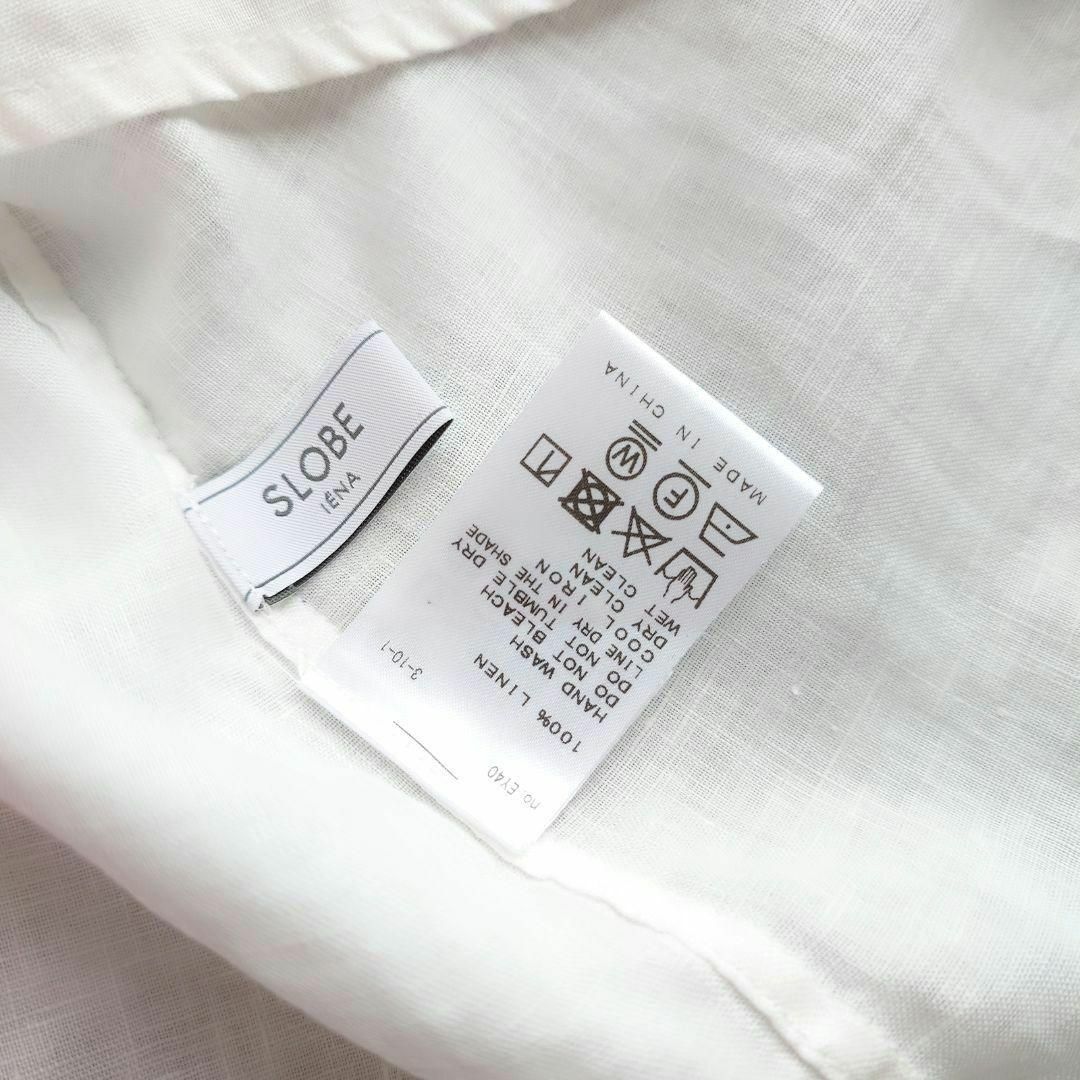 SLOBE
IÉNA
no. EY40
3-10-1
100% LINEN
HAND WASH
DO NOT BLEACH
DO NOT TUMBLE DRY
LINE DRY IN THE SHADE
COOL IRON
DRY CLEAN
WET CLEAN
F
W
MADE IN CHINA